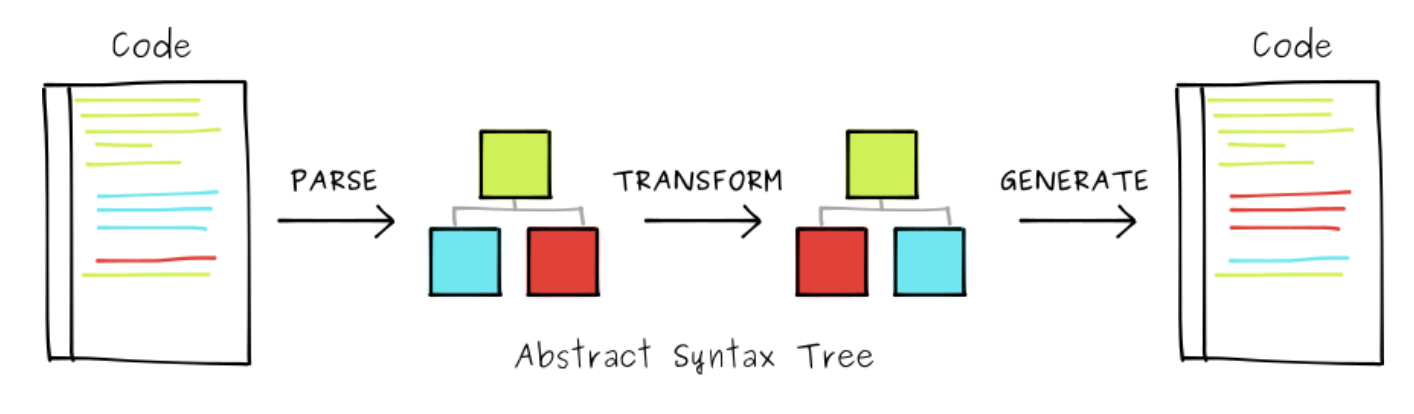 Code
Code
PARSE
TRANSFORM
GENERATE
Abstract Syntax Tree